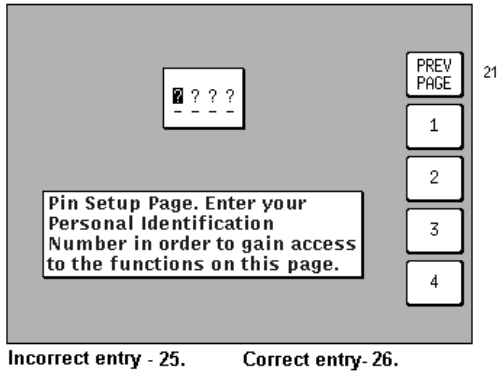 ? ? ? ?
PREV
PAGE
21
1
2
3
4
Pin Setup Page. Enter your
Personal Identification
Number in order to gain access
to the functions on this page.
Incorrect entry - 25. Correct entry- 26.